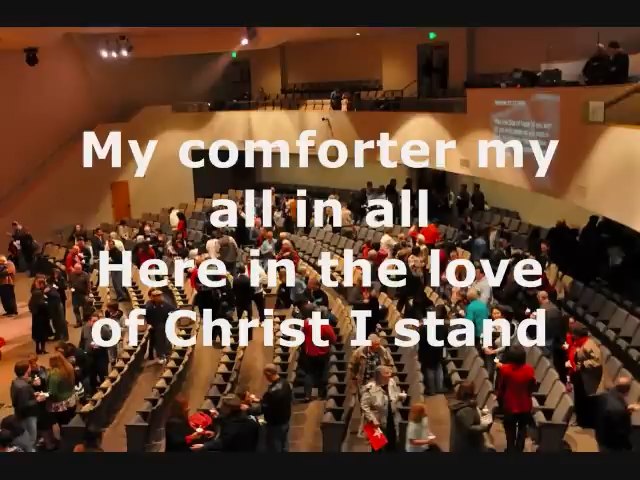 My comforter my
all in all
Here in the love
of Christ I stand